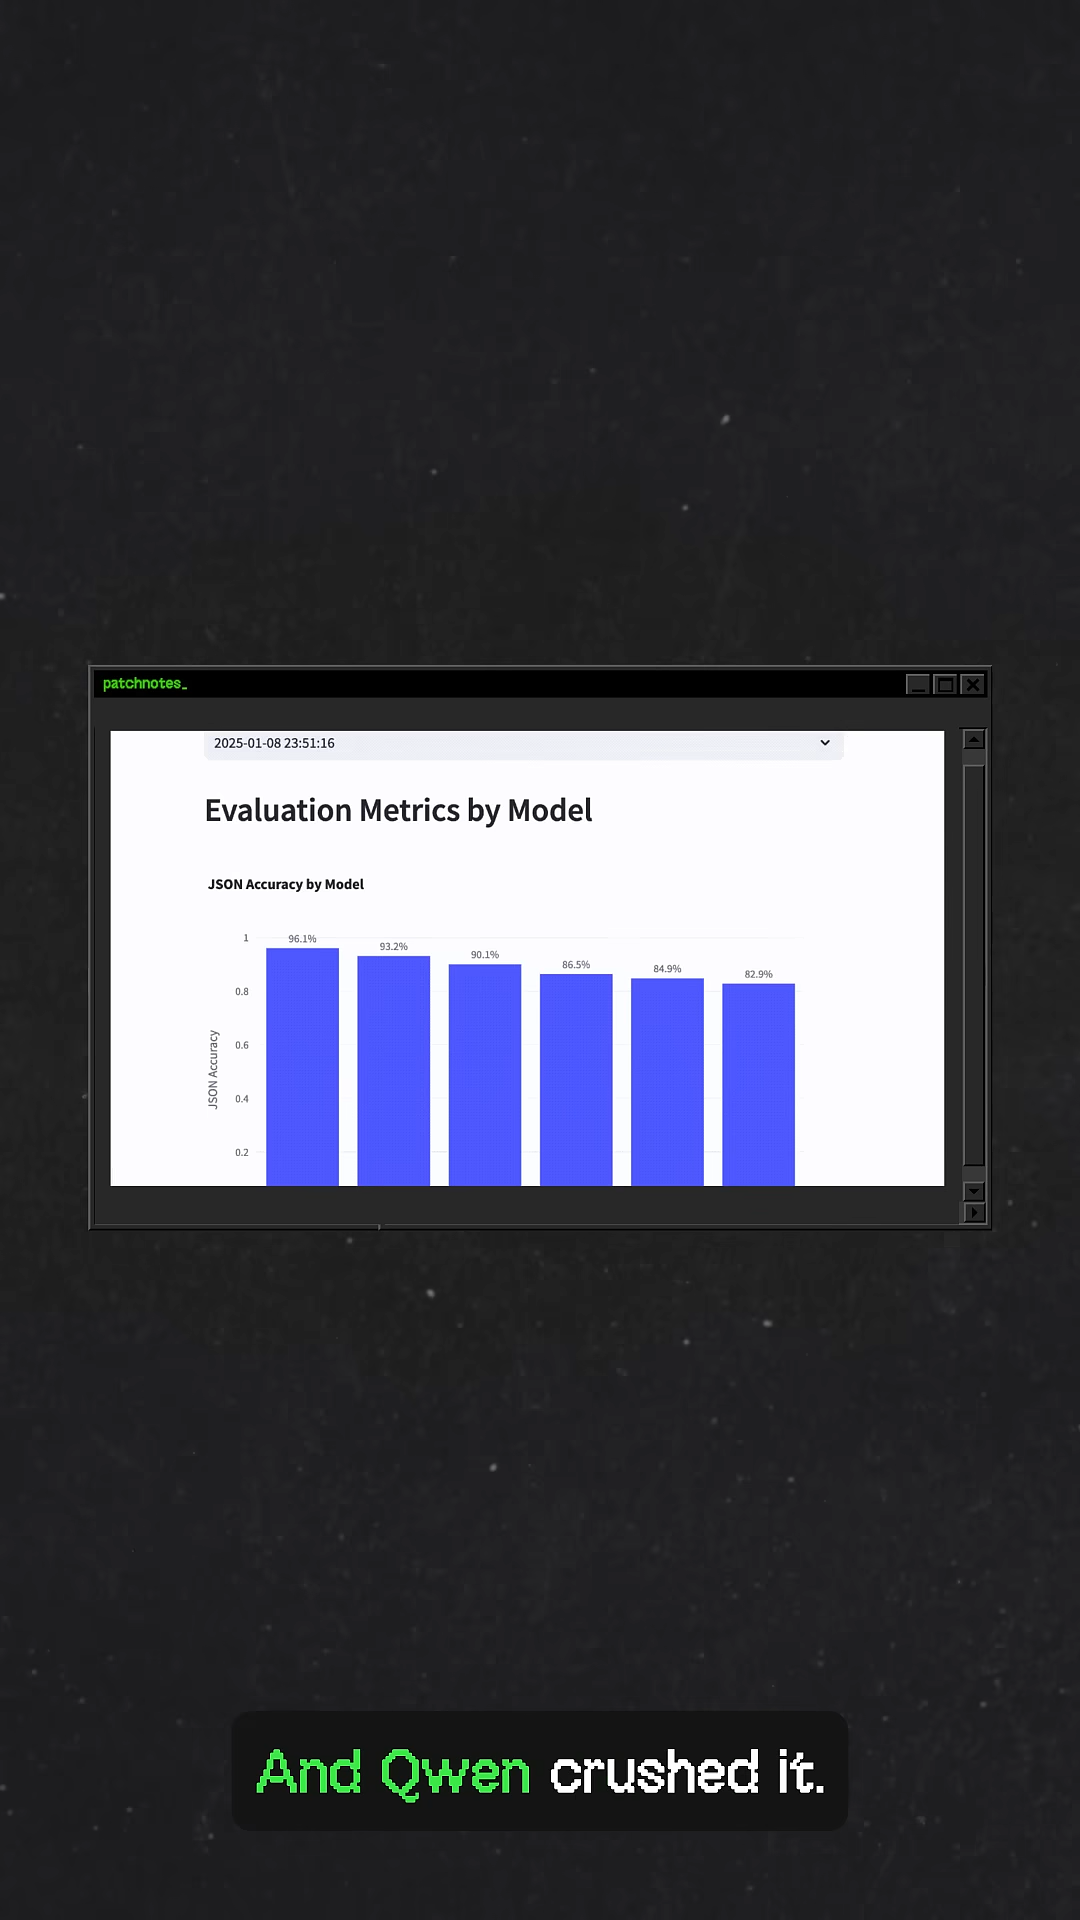 patchnotes_
2025-01-08 23:51:16
Evaluation Metrics by Model
JSON Accuracy by Model
1
96.1%
93.2%
90.1%
86.5%
84.9%
82.9%
0.8
0.6
0.4
0.2
JSON Accuracy
And Qwen crushed it.